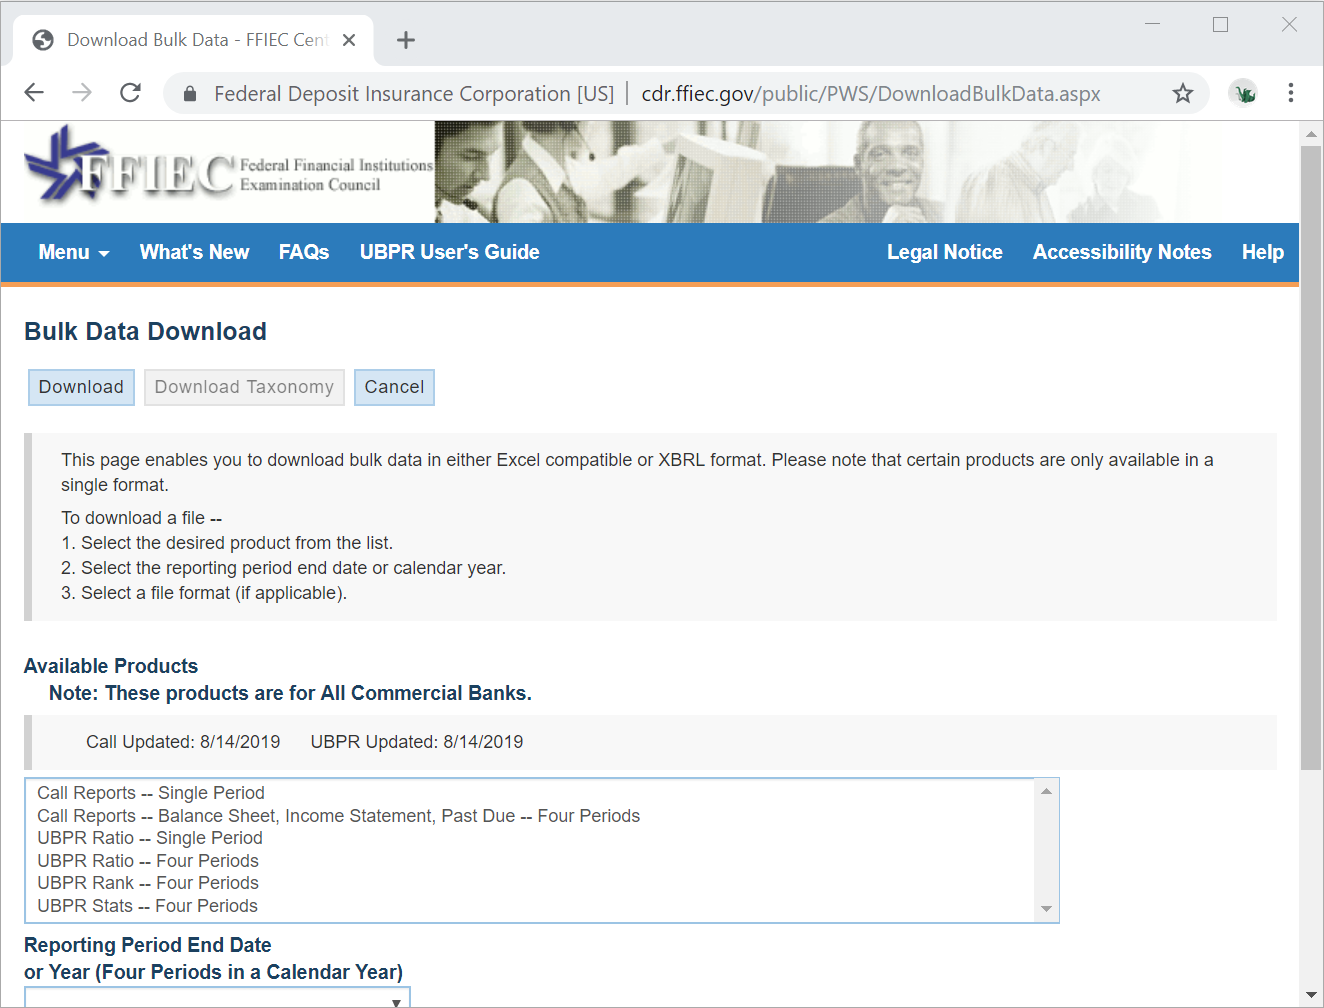 Download Bulk Data - FFIEC Cent
Federal Deposit Insurance Corporation [US] | cdr.ffiec.gov/public/PWS/DownloadBulkData.aspx
FFIEC Federal Financial Institutions
Examination Council
Menu What's New FAQs UBPR User's Guide Legal Notice Accessibility Notes Help
Bulk Data Download
Download Download Taxonomy Cancel
This page enables you to download bulk data in either Excel compatible or XBRL format. Please note that certain products are only available in a
single format.
To download a file --
1. Select the desired product from the list.
2. Select the reporting period end date or calendar year.
3. Select a file format (if applicable).
Available Products
Note: These products are for All Commercial Banks.
Call Updated: 8/14/2019 UBPR Updated: 8/14/2019
Call Reports -- Single Period
Call Reports -- Balance Sheet, Income Statement, Past Due -- Four Periods
UBPR Ratio -- Single Period
UBPR Ratio -- Four Periods
UBPR Rank -- Four Periods
UBPR Stats -- Four Periods
Reporting Period End Date
or Year (Four Periods in a Calendar Year)